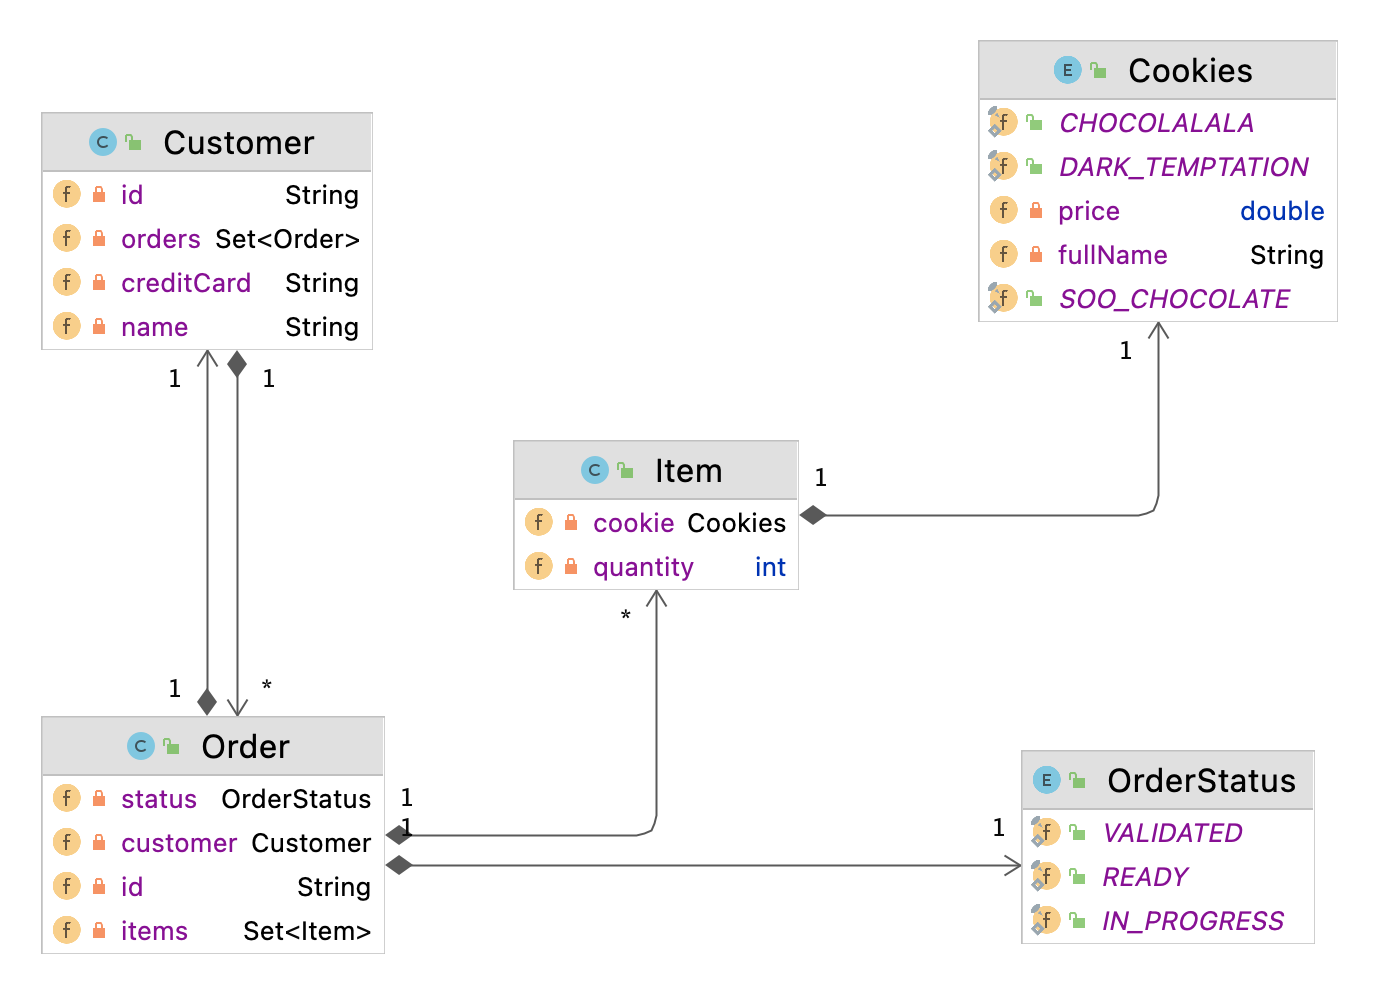 C Customer
f id String
f orders Set<Order>
f creditCard String
f name String
1 1
E Cookies
f CHOCOLALALA
f DARK_TEMPTATION
f price double
f fullName String
f SOO_CHOCOLATE
1
C Item
f cookie Cookies
f quantity int
1
*
1 *
C Order
f status OrderStatus
f customer Customer
f id String
f items Set<Item>
1
1
1
E OrderStatus
f VALIDATED
f READY
f IN_PROGRESS